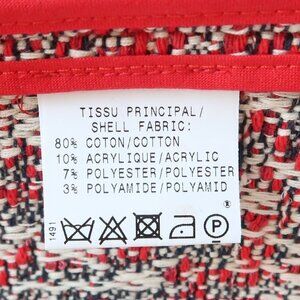 TISSU PRINCIPAL/
SHELL FABRIC:
80% COTON/COTTON
10% ACRYLIQUE/ACRYLIC
7% POLYESTER/POLYESTER
3% POLYAMIDE/POLYAMID
1491
P